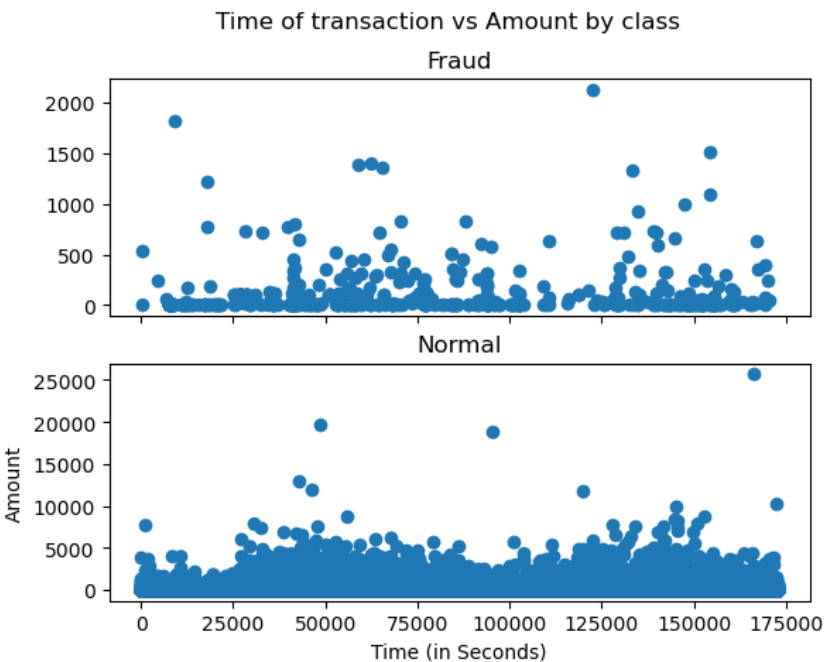 Time of transaction vs Amount by class
Fraud
2000
1500
1000
500
0
Normal
25000
20000
15000
10000
5000
0
Amount
0 25000 50000 75000 100000 125000 150000 175000
Time (in Seconds)